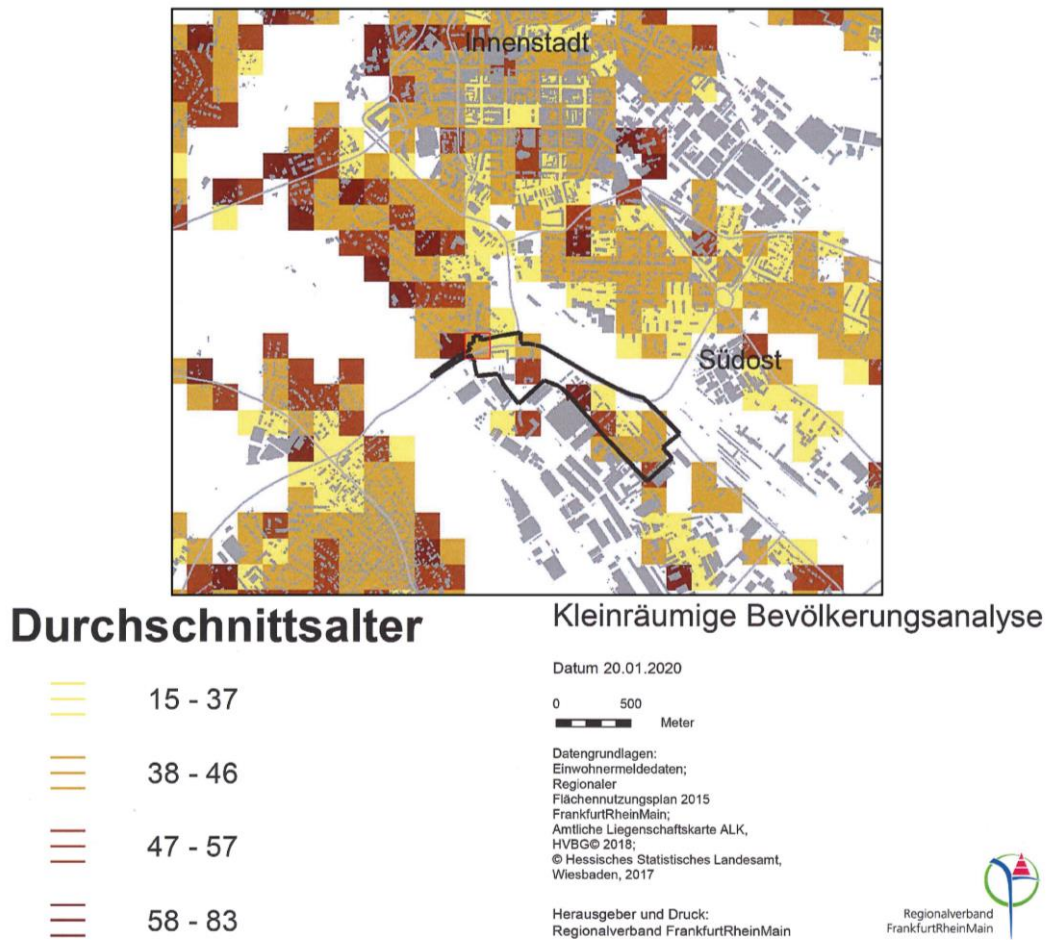 Innenstadt
Südost
Durchschnittsalter
15 - 37
38 - 46
47 - 57
58 - 83
Kleinräumige Bevölkerungsanalyse
Datum 20.01.2020
0 500
Meter
Datengrundlagen:
Einwohnermeldedaten;
Regionaler
Flächennutzungsplan 2015
FrankfurtRheinMain;
Amtliche Liegenschaftskarte ALK,
HVBG© 2018;
© Hessisches Statistisches Landesamt,
Wiesbaden, 2017
Herausgeber und Druck:
Regionalverband FrankfurtRheinMain
Regionalverband
FrankfurtRheinMain